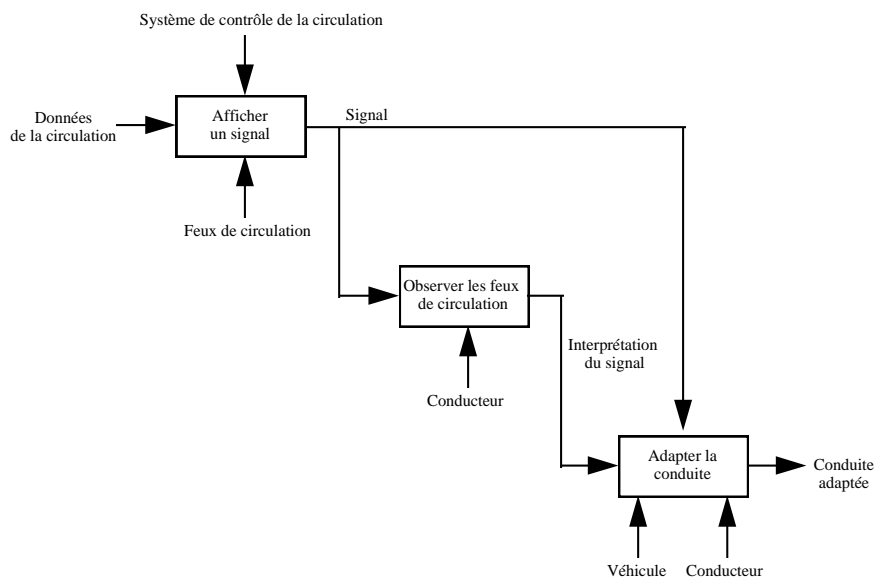 Système de contrôle de la circulation
Données
de la circulation
Afficher
un signal
Signal
Feux de circulation
Observer les feux
de circulation
Interprétation
du signal
Conducteur
Adapter la
conduite
Conduite
adaptée
Véhicule
Conducteur